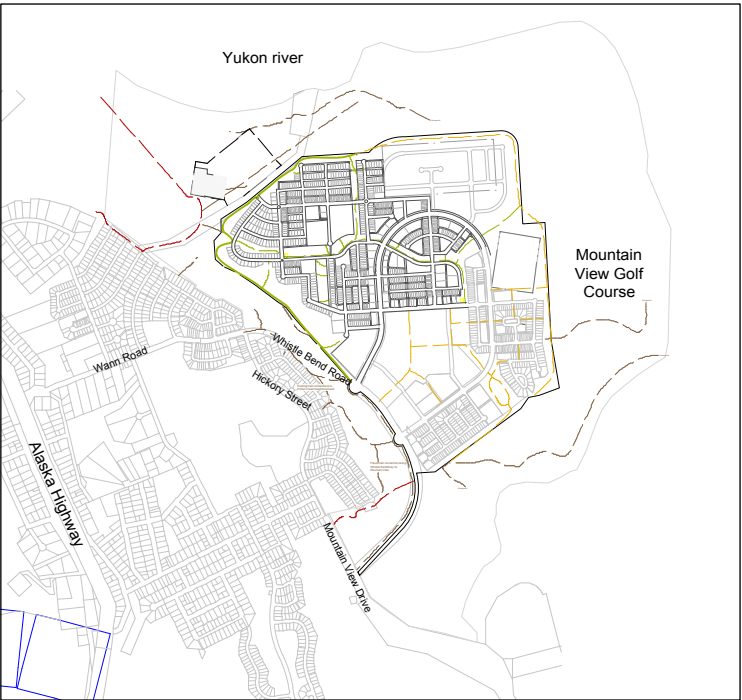 Yukon river
Mountain
View Golf
Course
Whistle Bend Road
Wann Road
Hickory Street
Alaska Highway
Mountain View Drive